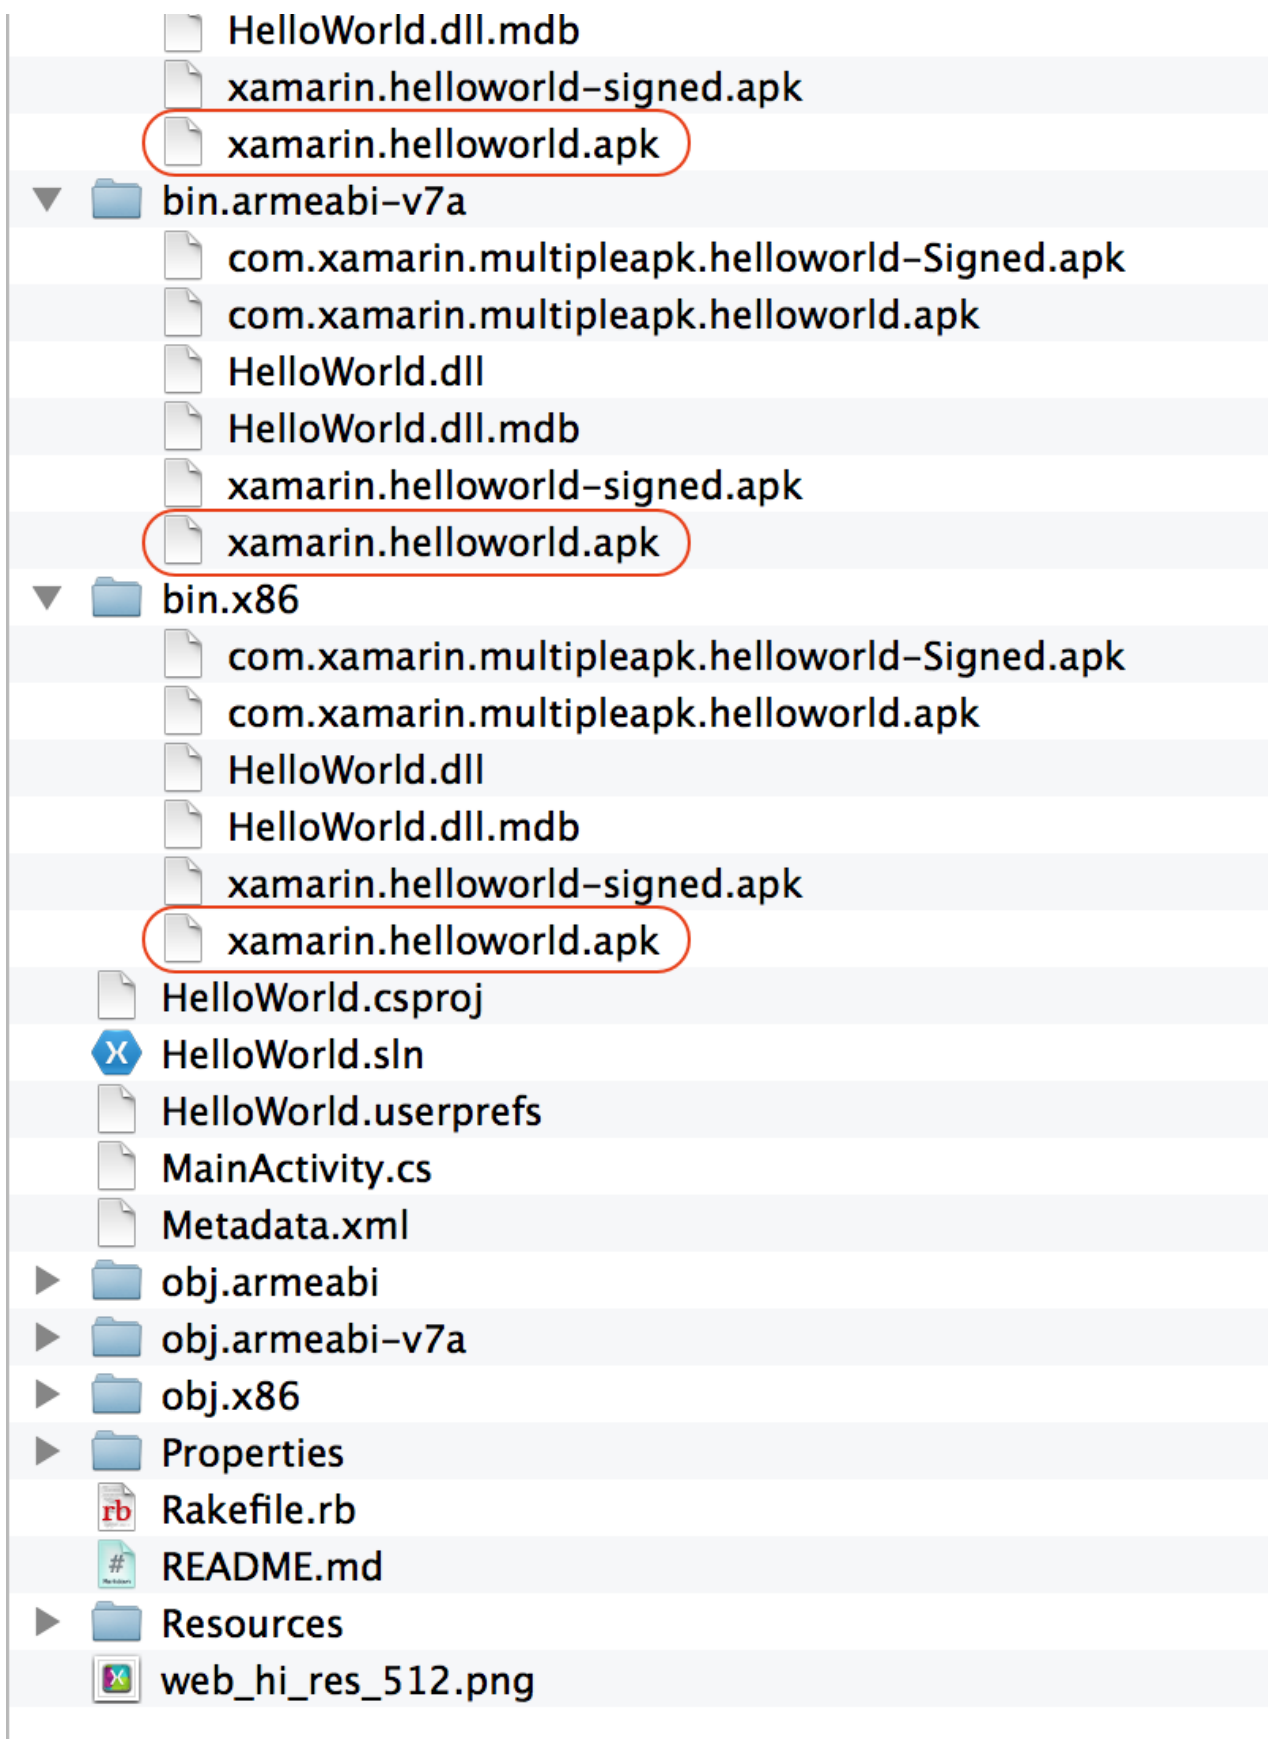 HelloWorld.dll.mdb
xamarin.helloworld-signed.apk
xamarin.helloworld.apk
bin.armeabi-v7a
com.xamarin.multipleapk.helloworld-Signed.apk
com.xamarin.multipleapk.helloworld.apk
HelloWorld.dll
HelloWorld.dll.mdb
xamarin.helloworld-signed.apk
xamarin.helloworld.apk
bin.x86
com.xamarin.multipleapk.helloworld-Signed.apk
com.xamarin.multipleapk.helloworld.apk
HelloWorld.dll
HelloWorld.dll.mdb
xamarin.helloworld-signed.apk
xamarin.helloworld.apk
HelloWorld.csproj
HelloWorld.sln
HelloWorld.userprefs
MainActivity.cs
Metadata.xml
obj.armeabi
obj.armeabi-v7a
obj.x86
Properties
rb Rakefile.rb
# README.md
Resources
web_hi_res_512.png